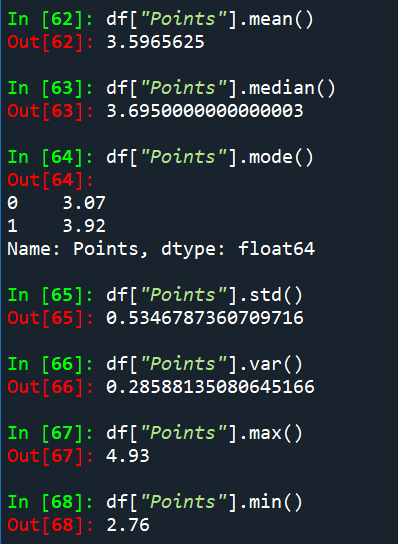 In [62]: df["Points"].mean()
Out[62]: 3.5965625
In [63]: df["Points"].median()
Out[63]: 3.6950000000000003
In [64]: df["Points"].mode()
Out[64]:
0    3.07
1    3.92
Name: Points, dtype: float64
In [65]: df["Points"].std()
Out[65]: 0.5346787360709716
In [66]: df["Points"].var()
Out[66]: 0.28588135080645166
In [67]: df["Points"].max()
Out[67]: 4.93
In [68]: df["Points"].min()
Out[68]: 2.76